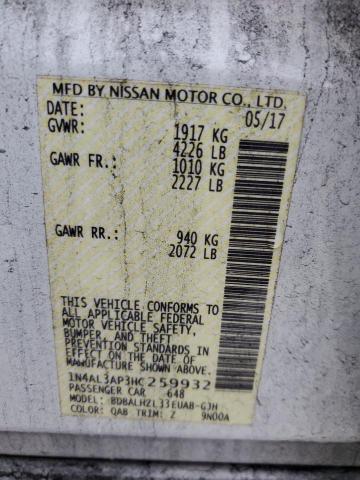 MFD BY NISSAN MOTOR CO., LTD.
DATE: 05/17
GVWR: 1917 KG
4226 LB
GAWR FR.: 1010 KG
2227 LB
GAWR RR.: 940 KG
2072 LB
THIS VEHICLE CONFORMS TO
ALL APPLICABLE FEDERAL
MOTOR VEHICLE SAFETY,
BUMPER, AND THEFT
PREVENTION STANDARDS IN
EFFECT ON THE DATE OF
MANUFACTURE SHOWN ABOVE.
1N4AL3AP3HC259932
PASSENGER CAR 648
MODEL: BDBALHZL33EUAB-GJH
COLOR: QAB TRIM: Z 9N00A